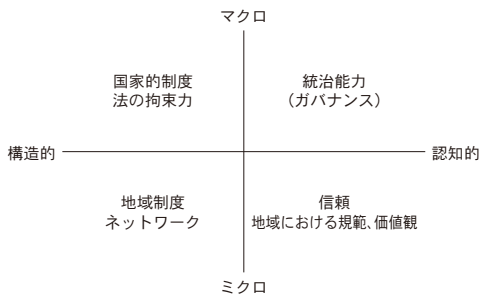 マクロ
国家的制度
法の拘束力
統治能力
（ガバナンス）
構造的
認知的
地域制度
ネットワーク
信頼
地域における規範、価値観
ミクロ